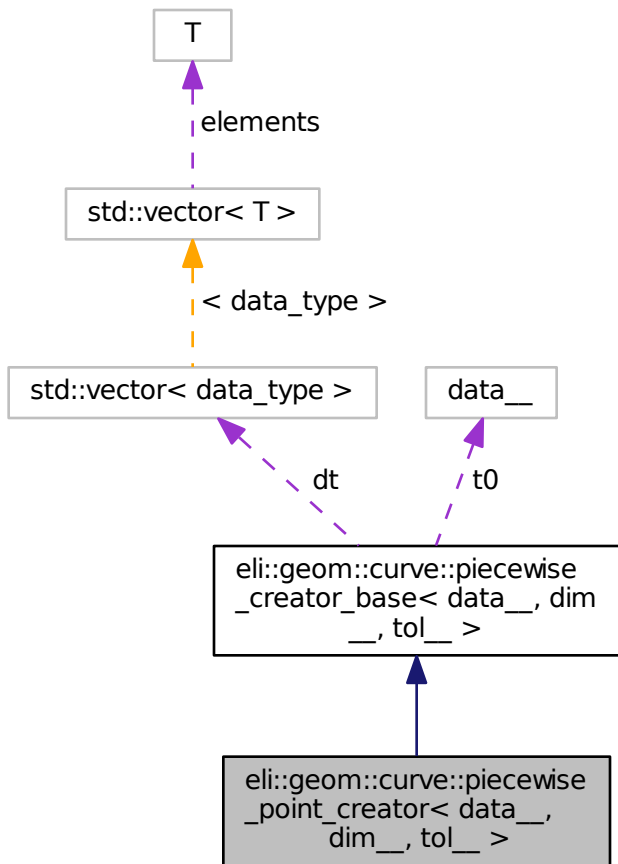 T
elements
std::vector< T >
< data_type >
std::vector< data_type >
data__
dt
t0
eli::geom::curve::piecewise
_creator_base< data__, dim
__, tol__ >
eli::geom::curve::piecewise
_point_creator< data__,
dim__, tol__ >